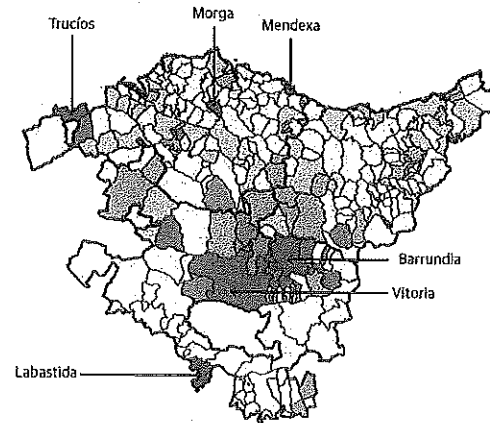 Morga
Trucíos
Mendexa
Barrundia
Vitoria
Labastida